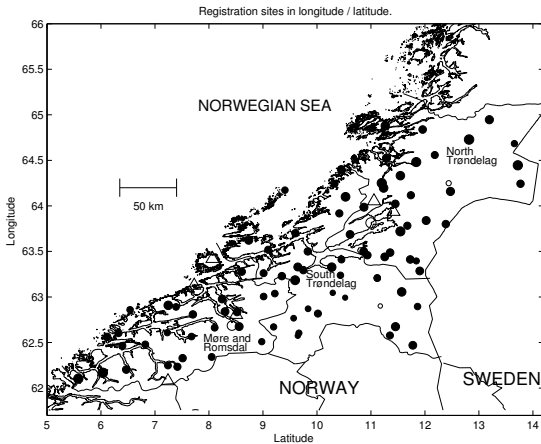 Registration sites in longitude / latitude.
66
65.5
65
64.5
64
63.5
63
62.5
62
Longitude
NORWEGIAN SEA
50 km
North
Trøndelag
South
Trøndelag
Møre and
Romsdal
NORWAY
SWEDEN
5 6 7 8 9 10 11 12 13 14
Latitude